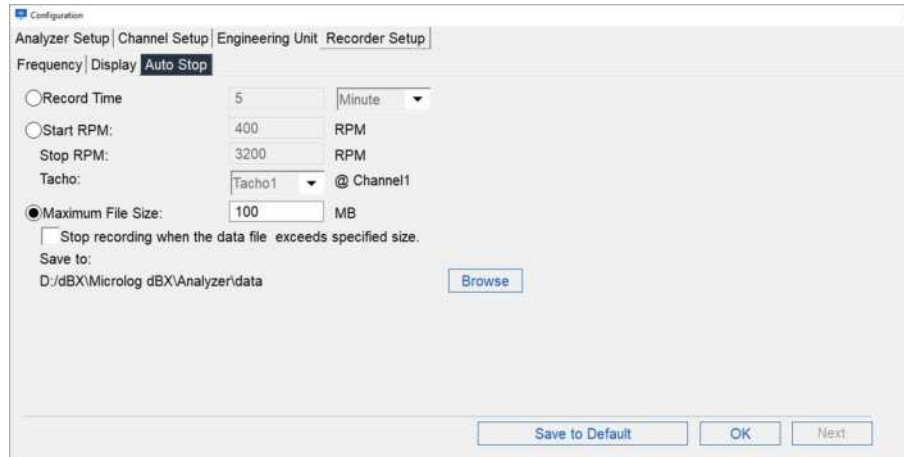 Configuration
Analyzer Setup Channel Setup Engineering Unit Recorder Setup
Frequency Display Auto Stop
Record Time 5 Minute
Start RPM: 400 RPM
Stop RPM: 3200 RPM
Tacho: Tacho1 @ Channel1
Maximum File Size: 100 MB
Stop recording when the data file exceeds specified size.
Save to:
D:/dBX\Microlog dBX\Analyzer\data Browse
Save to Default OK Next